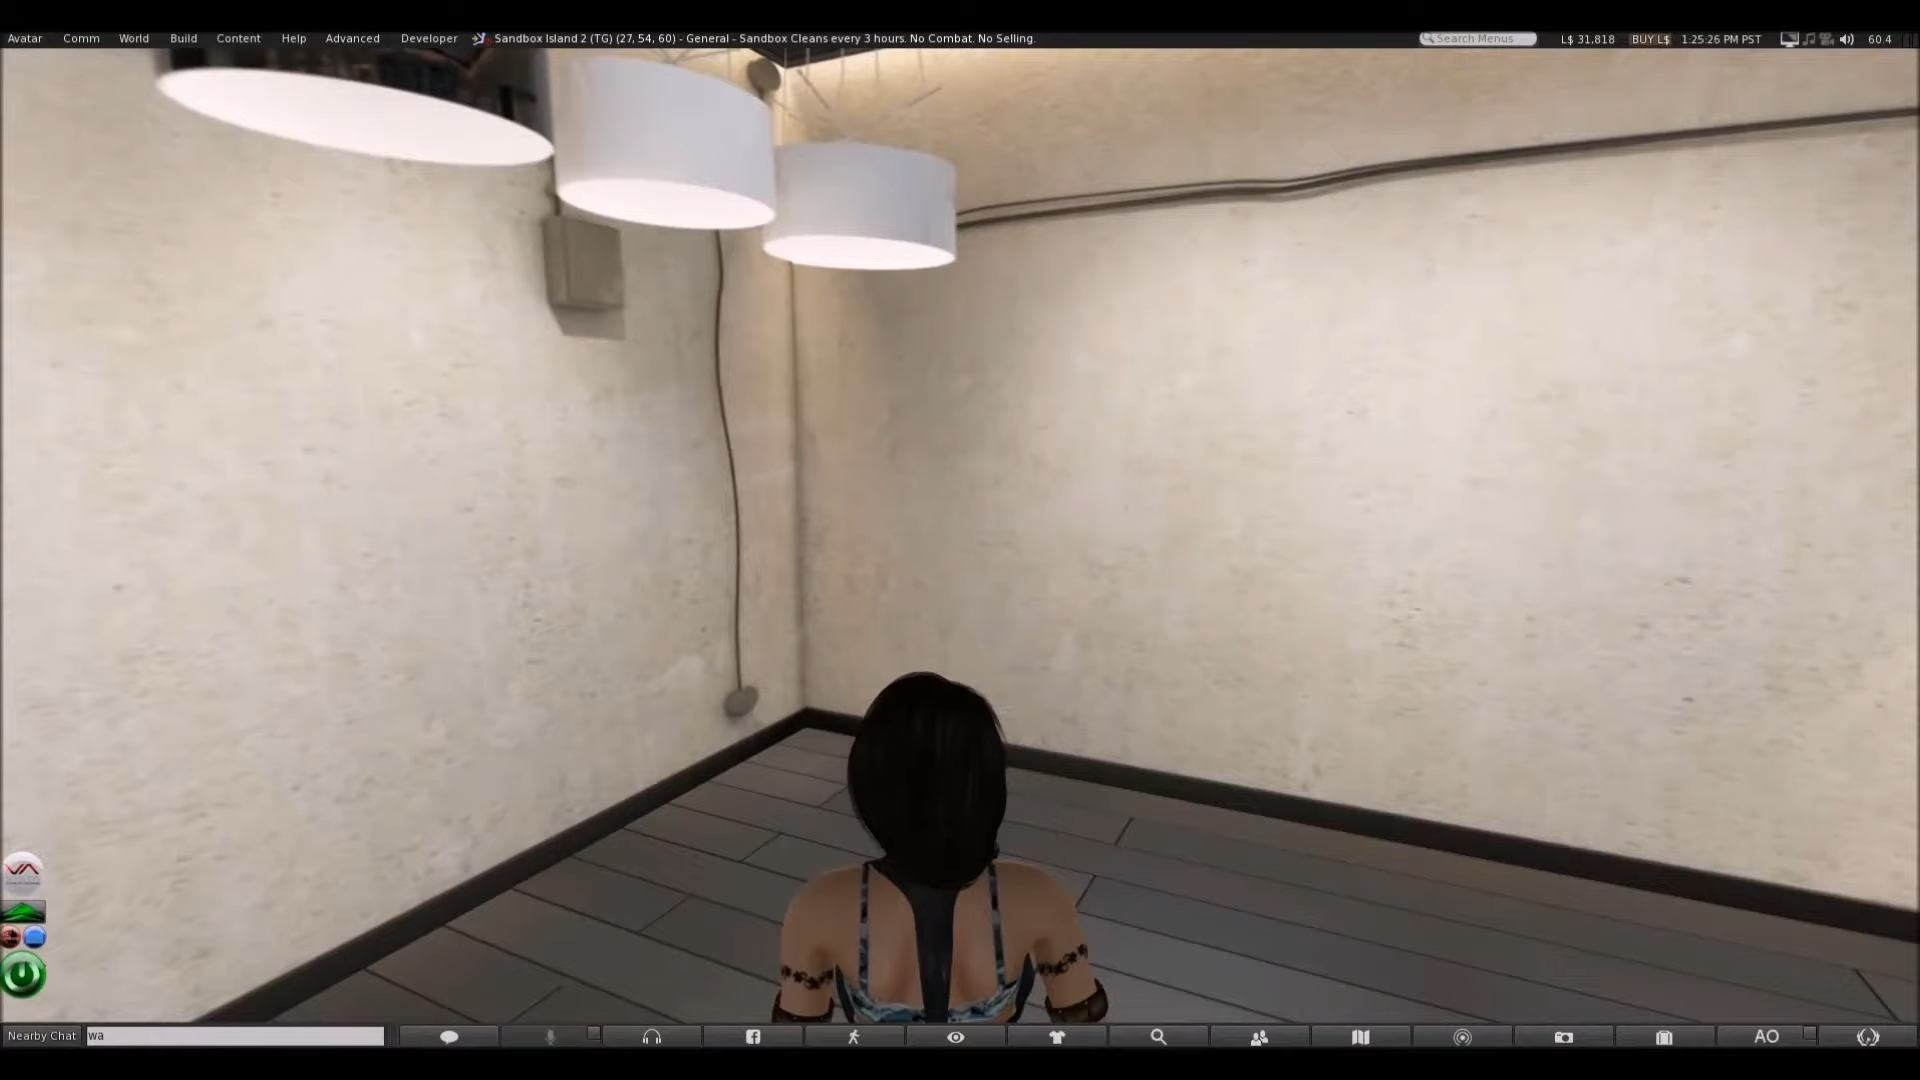 Avatar Comm World Build Content Help Advanced Developer Sandbox Island 2 (TG) (27, 54, 60) - General - Sandbox Cleans every 3 hours. No Combat. No Selling. Search Menus L$ 31,818 BUY L$ 1:25:26 PM PST 60.4
VA
Nearby Chat wa AO